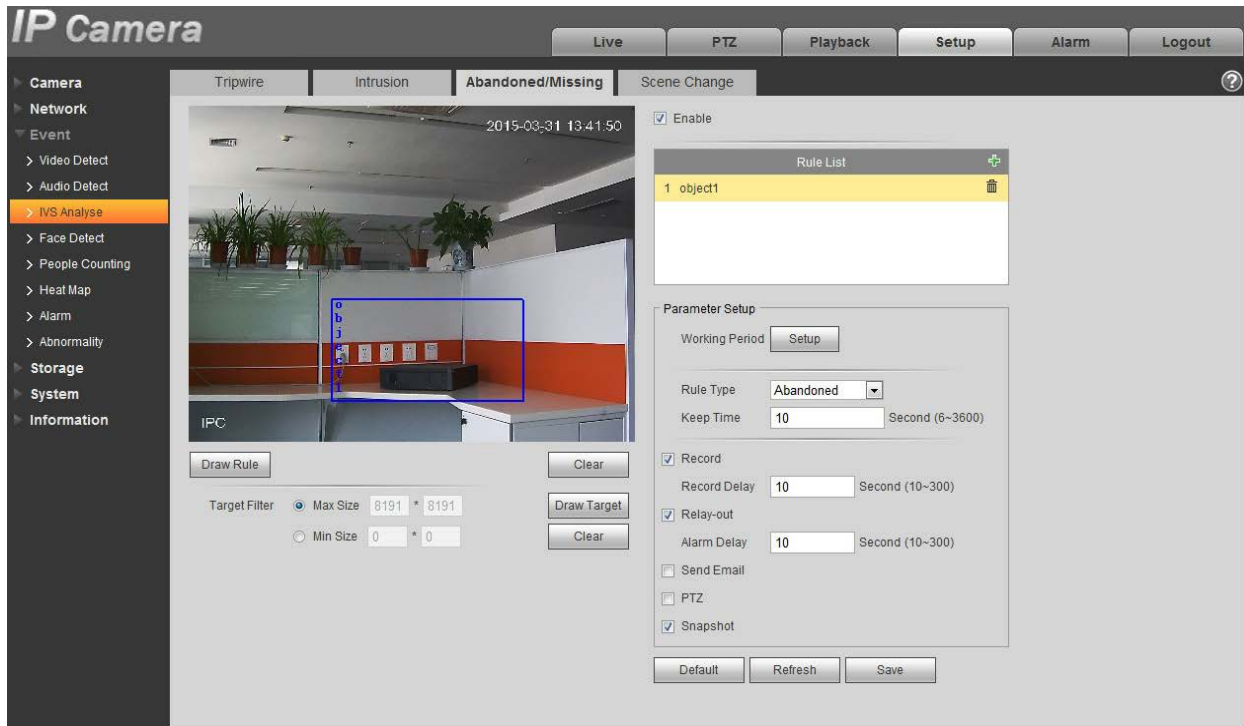 IP Camera
Live PTZ Playback Setup Alarm Logout
Camera
Network
Event
Video Detect
Audio Detect
IVS Analyse
Face Detect
People Counting
Heat Map
Alarm
Abnormality
Storage
System
Information
Tripwire Intrusion Abandoned/Missing Scene Change
?
2015-03-31 13:41:50
object1
IPC
Draw Rule Clear
Target Filter Max Size 8191 * 8191 Draw Target
Min Size 0 * 0 Clear
Enable
Rule List
1 object1
Parameter Setup
Working Period Setup
Rule Type Abandoned
Keep Time 10 Second (6~3600)
Record
Record Delay 10 Second (10~300)
Relay-out
Alarm Delay 10 Second (10~300)
Send Email
PTZ
Snapshot
Default Refresh Save